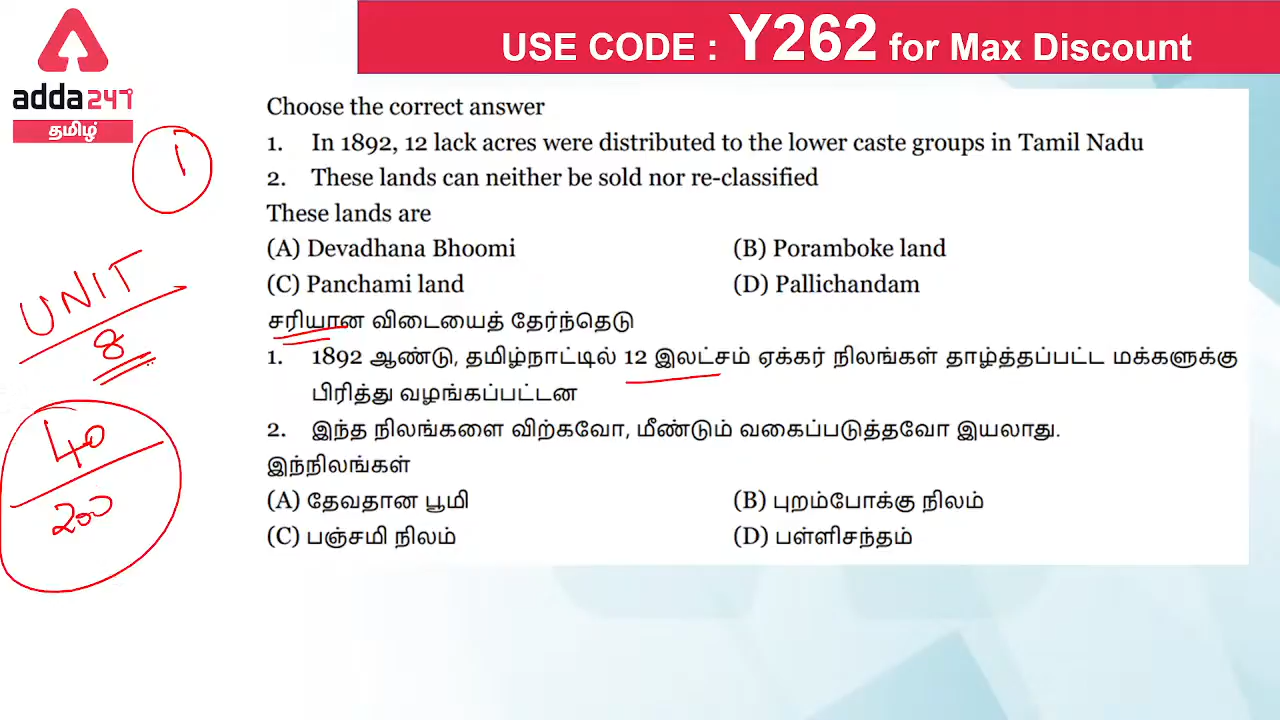 USE CODE : Y262 for Max Discount
adda247
தமிழ்
Choose the correct answer
1. In 1892, 12 lack acres were distributed to the lower caste groups in Tamil Nadu
2. These lands can neither be sold nor re-classified
These lands are
(A) Devadhana Bhoomi (B) Poramboke land
(C) Panchami land (D) Pallichandam
சரியான விடையைத் தேர்ந்தெடு
1. 1892 ஆண்டு, தமிழ்நாட்டில் 12 இலட்சம் ஏக்கர் நிலங்கள் தாழ்த்தப்பட்ட மக்களுக்கு
பிரித்து வழங்கப்பட்டன
2. இந்த நிலங்களை விற்கவோ, மீண்டும் வகைப்படுத்தவோ இயலாது.
இந்நிலங்கள்
(A) தேவதான பூமி (B) புறம்போக்கு நிலம்
(C) பஞ்சமி நிலம் (D) பள்ளிசந்தம்
1
UNIT
8
40
200